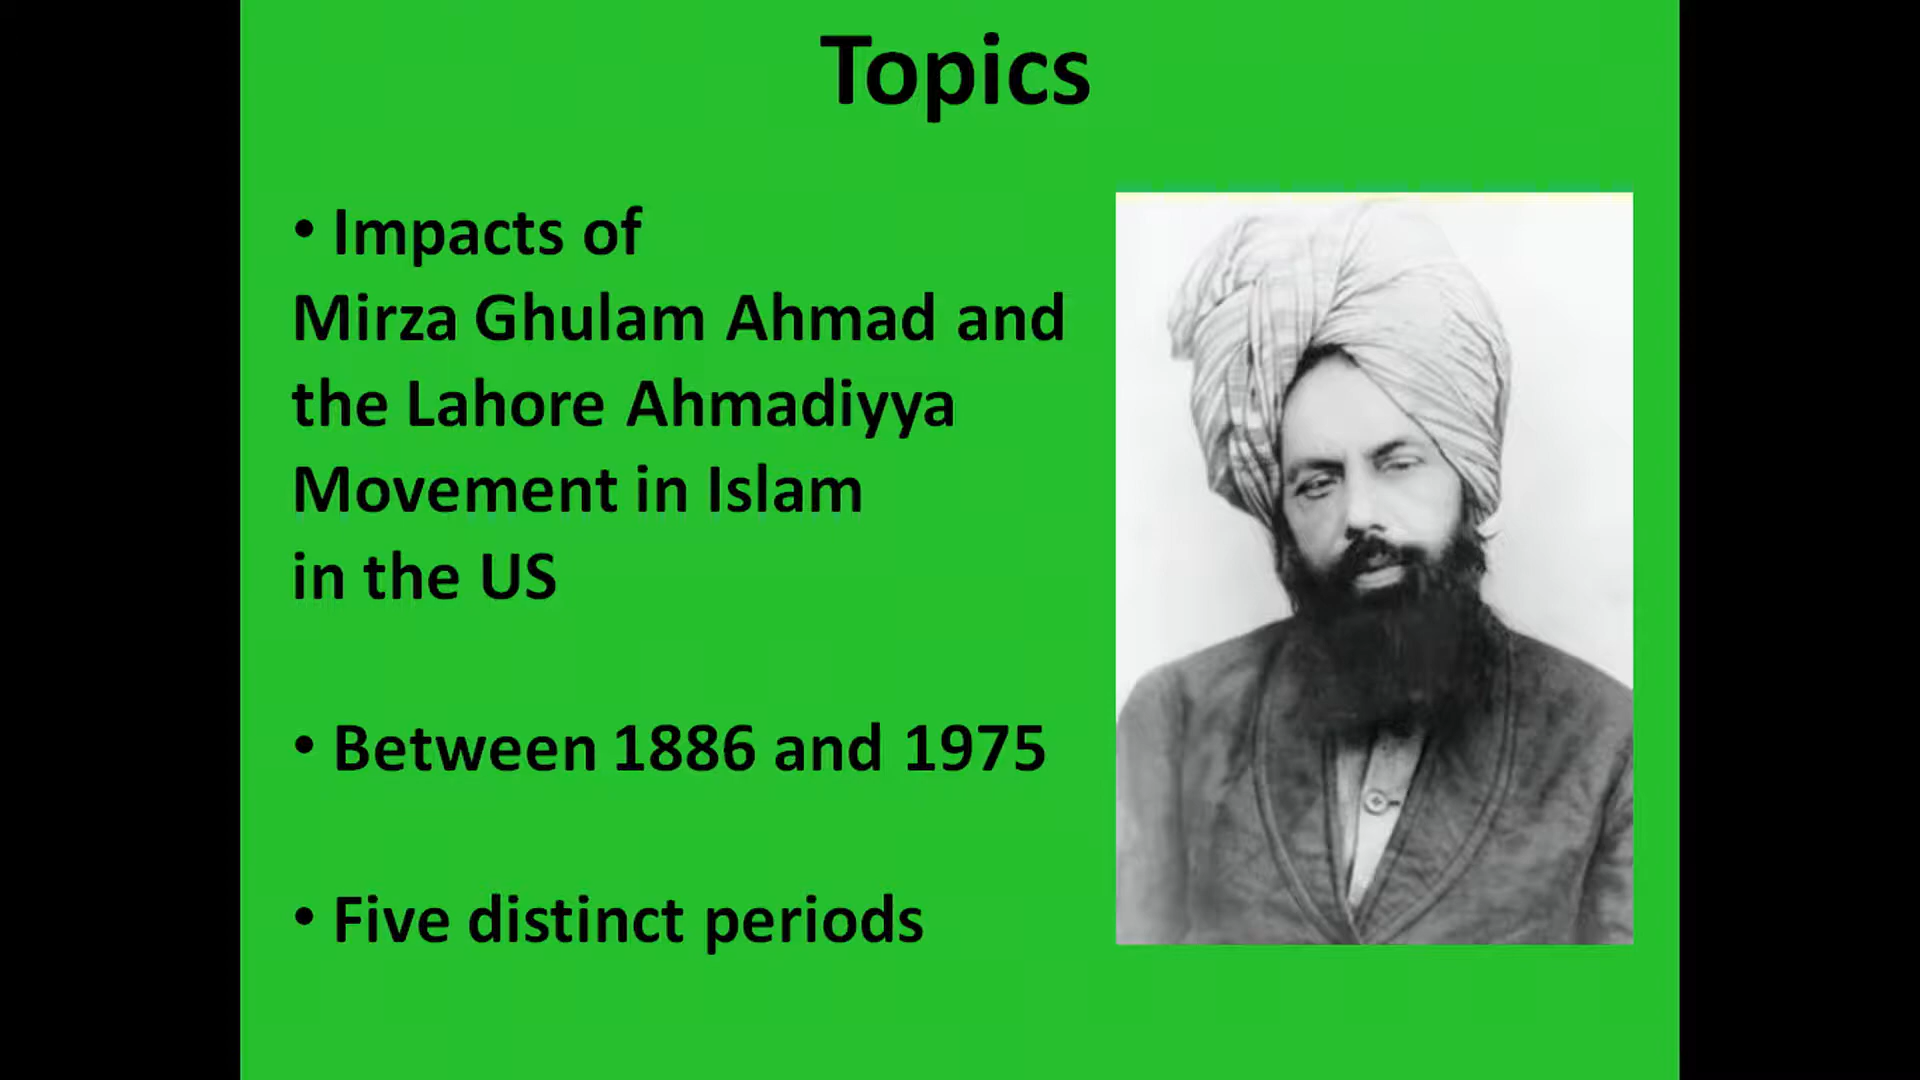 Topics
• Impacts of
Mirza Ghulam Ahmad and
the Lahore Ahmadiyya
Movement in Islam
in the US
• Between 1886 and 1975
• Five distinct periods